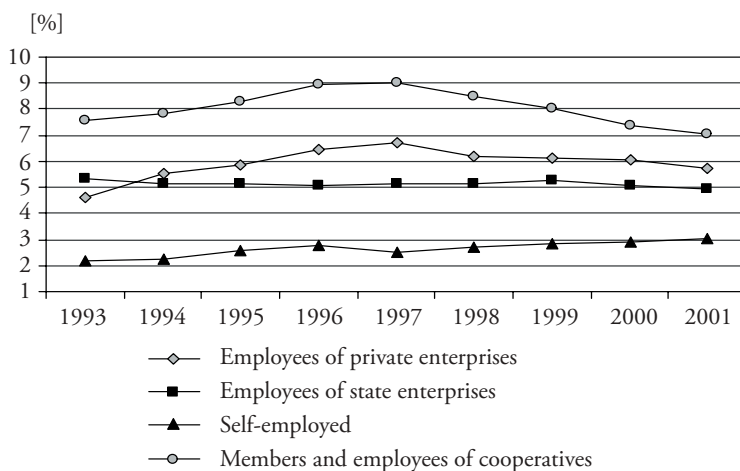 [%]
10
9
8
7
6
5
4
3
2
1
1993 1994 1995 1996 1997 1998 1999 2000 2001
Employees of private enterprises
Employees of state enterprises
Self-employed
Members and employees of cooperatives